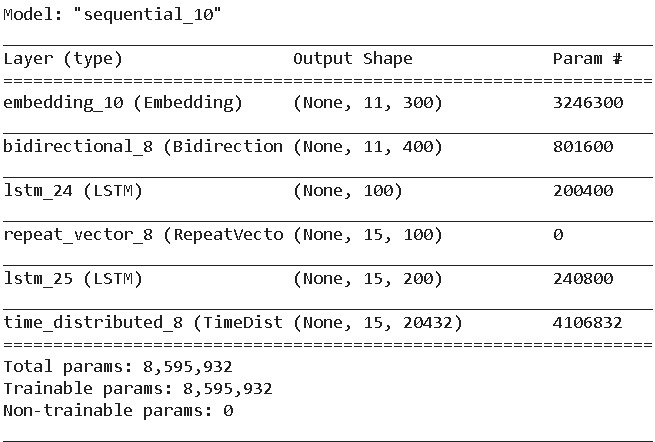 Model: "sequential_10"
Layer (type) Output Shape Param #
embedding_10 (Embedding) (None, 11, 300) 3246300
bidirectional_8 (Bidirection (None, 11, 400) 801600
lstm_24 (LSTM) (None, 100) 200400
repeat_vector_8 (RepeatVecto (None, 15, 100) 0
lstm_25 (LSTM) (None, 15, 200) 240800
time_distributed_8 (TimeDist (None, 15, 20432) 4106832
Total params: 8,595,932
Trainable params: 8,595,932
Non-trainable params: 0